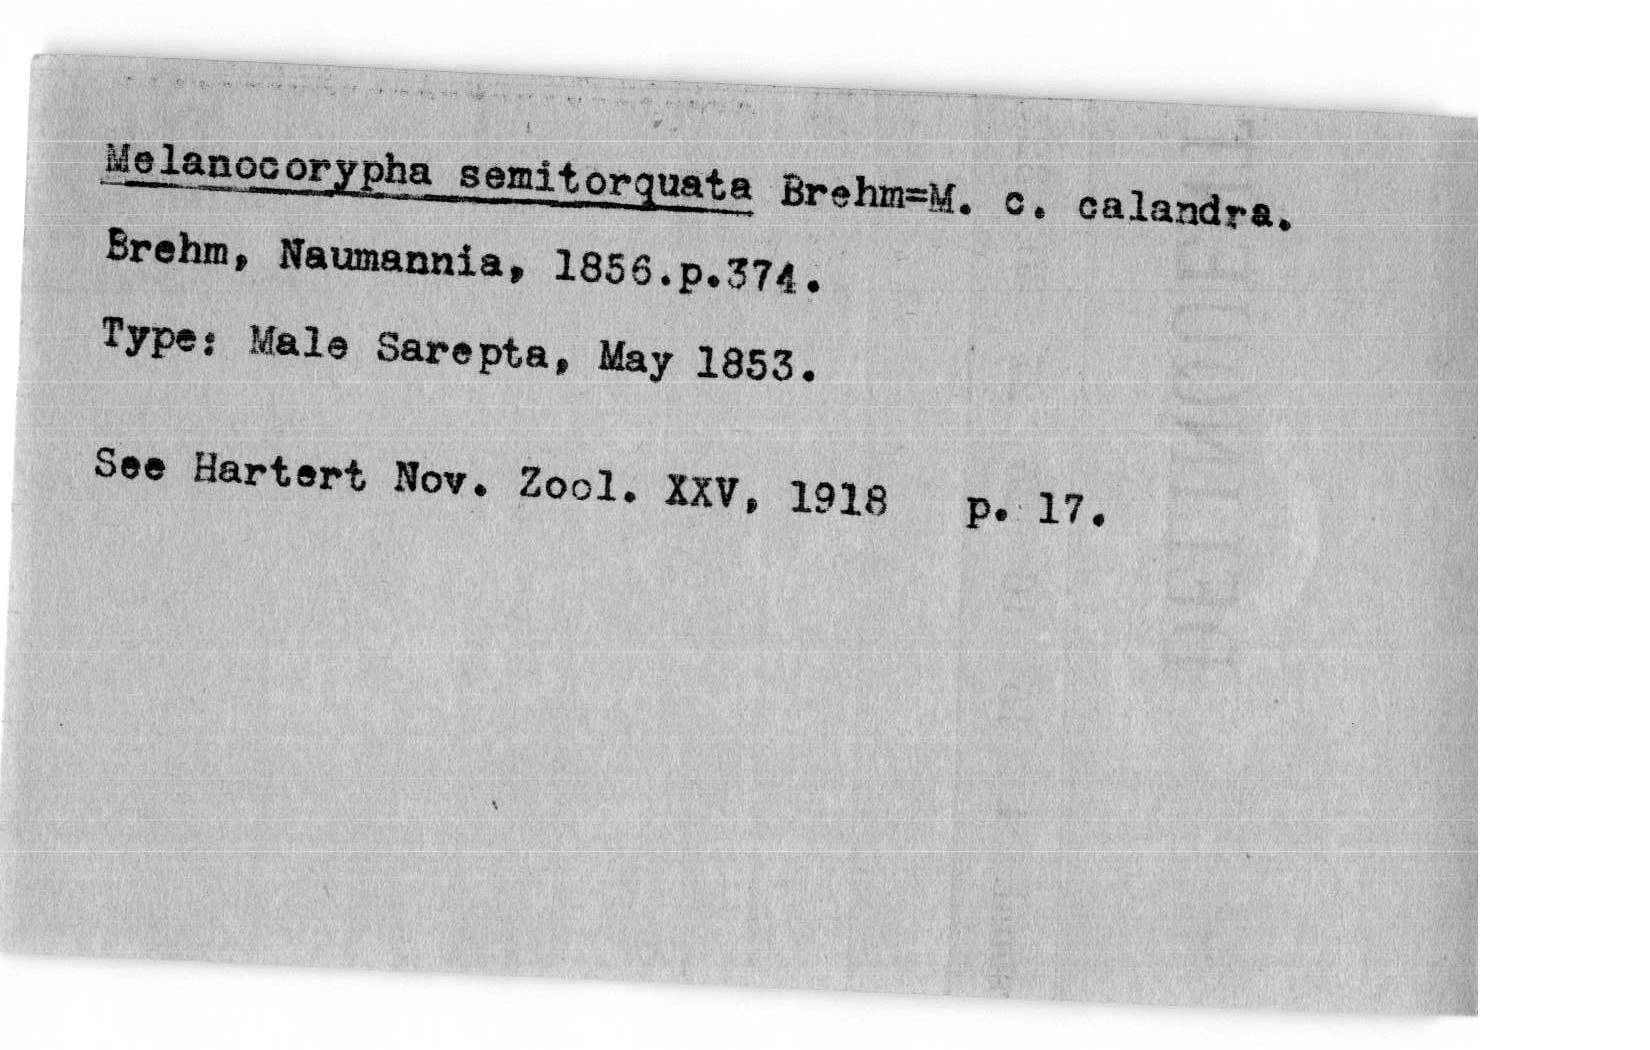 Melanocorypha semitorquata Brehm=M. c. calandra.
Brehm, Naumannia, 1856.p.374.
Type: Male Sarepta, May 1853.
See Hartert Nov. Zool. XXV, 1918 p. 17.